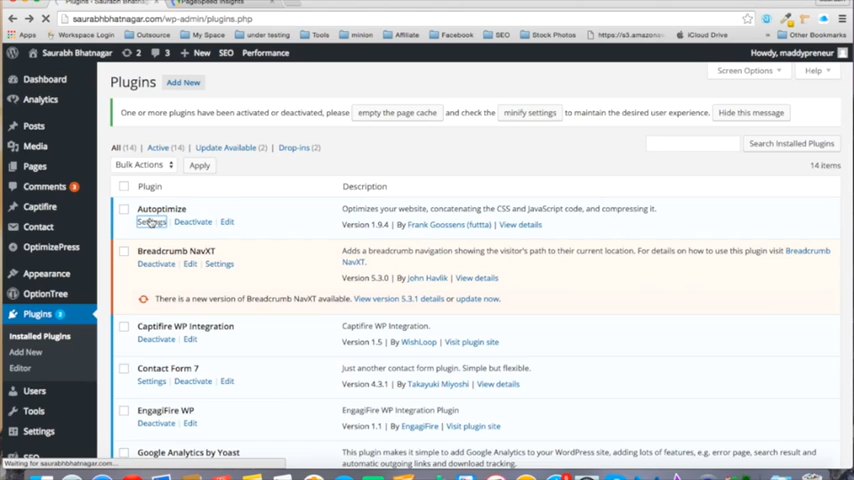 Plugins ‹ Saurabh Bhatnagar
PageSpeed Insights
saurabhbhatnagar.com/wp-admin/plugins.php
Working With
Outsource
My Space
under testing
Tools
minion
Affiliate
Facebook
SEO
Stock Photos
https://s3.amazonaw
iCloud Drive
Other Bookmarks
Saurabh Bhatnagar
2
3
+ New
SEO
Performance
Howdy, maddypreneur
Dashboard
Analytics
Posts
Media
Pages
Comments 3
Captifire
Contact
OptimizePress
Appearance
OptionTree
Plugins 2
Installed Plugins
Add New
Editor
Users
Tools
Settings
SEO
Screen Options
Help
Plugins
Add New
One or more plugins have been activated or deactivated, please empty the page cache and check the minify settings to maintain the desired user experience. Hide this message
All (14) | Active (14) | Update Available (2) | Drop-ins (2)
Search Installed Plugins
Bulk Actions
Apply
14 items
Plugin
Description
Autoptimize
Settings | Deactivate | Edit
Optimizes your website, concatenating the CSS and JavaScript code, and compressing it.
Version 1.9.4 | By Frank Goossens (futtta) | View details
Breadcrumb NavXT
Deactivate | Edit | Settings
Adds a breadcrumb navigation showing the visitor's path to their current location. For details on how to use this plugin visit Breadcrumb
NavXT.
Version 5.3.0 | By John Havlik | View details
There is a new version of Breadcrumb NavXT available. View version 5.3.1 details or update now.
Captifire WP Integration
Deactivate | Edit
Captifire WP Integration.
Version 1.5 | By WishLoop | Visit plugin site
Contact Form 7
Settings | Deactivate | Edit
Just another contact form plugin. Simple but flexible.
Version 4.3.1 | By Takayuki Miyoshi | View details
EngagiFire WP
Deactivate | Edit
EngagiFire WP Integration Plugin
Version 1.1 | By EngagiFire | Visit plugin site
Google Analytics by Yoast
This plugin makes it simple to add Google Analytics to your WordPress site, adding lots of features, e.g. error page, search result and
automatic outgoing links and download tracking.
Waiting for saurabhbhatnagar.com...